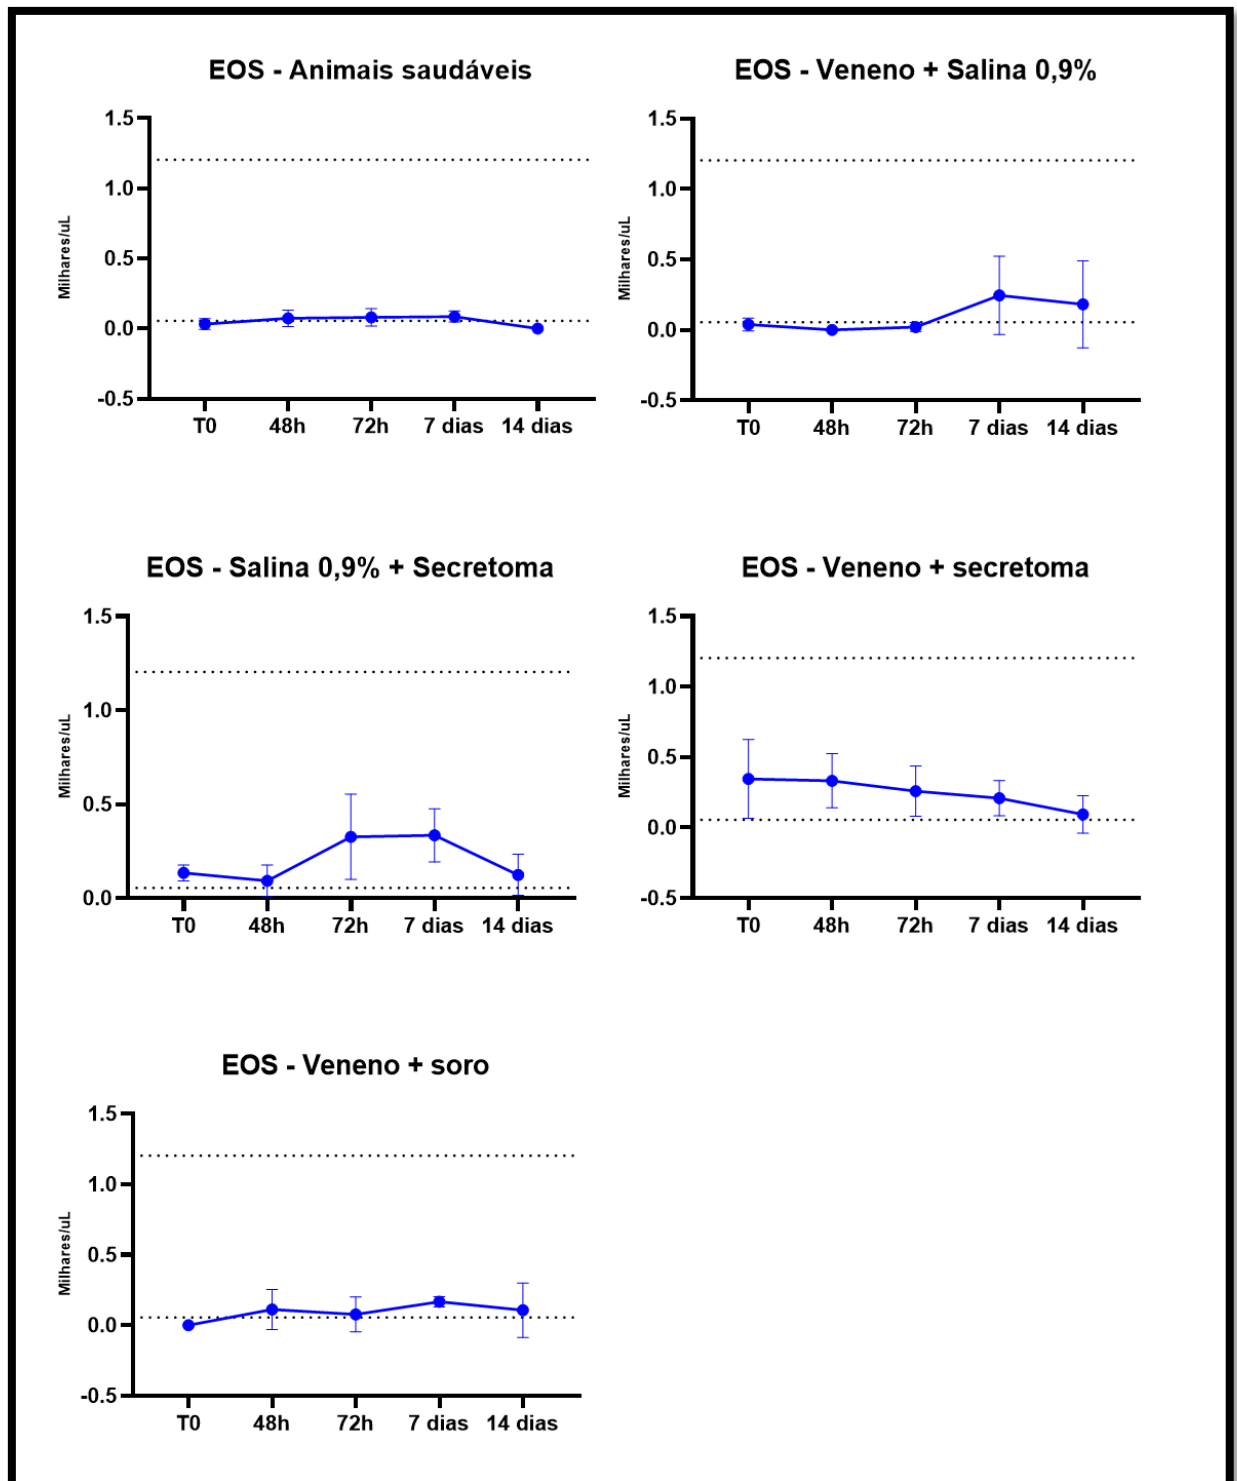 EOS - Animais saudáveis
1.5
1.0
0.5
0.0
-0.5
Milhares/uL
T0 48h 72h 7 dias 14 dias
EOS - Veneno + Salina 0,9%
1.5
1.0
0.5
0.0
-0.5
Milhares/uL
T0 48h 72h 7 dias 14 dias
EOS - Salina 0,9% + Secretoma
1.5
1.0
0.5
0.0
Milhares/uL
T0 48h 72h 7 dias 14 dias
EOS - Veneno + secretoma
1.5
1.0
0.5
0.0
-0.5
Milhares/uL
T0 48h 72h 7 dias 14 dias
EOS - Veneno + soro
1.5
1.0
0.5
0.0
-0.5
Milhares/uL
T0 48h 72h 7 dias 14 dias